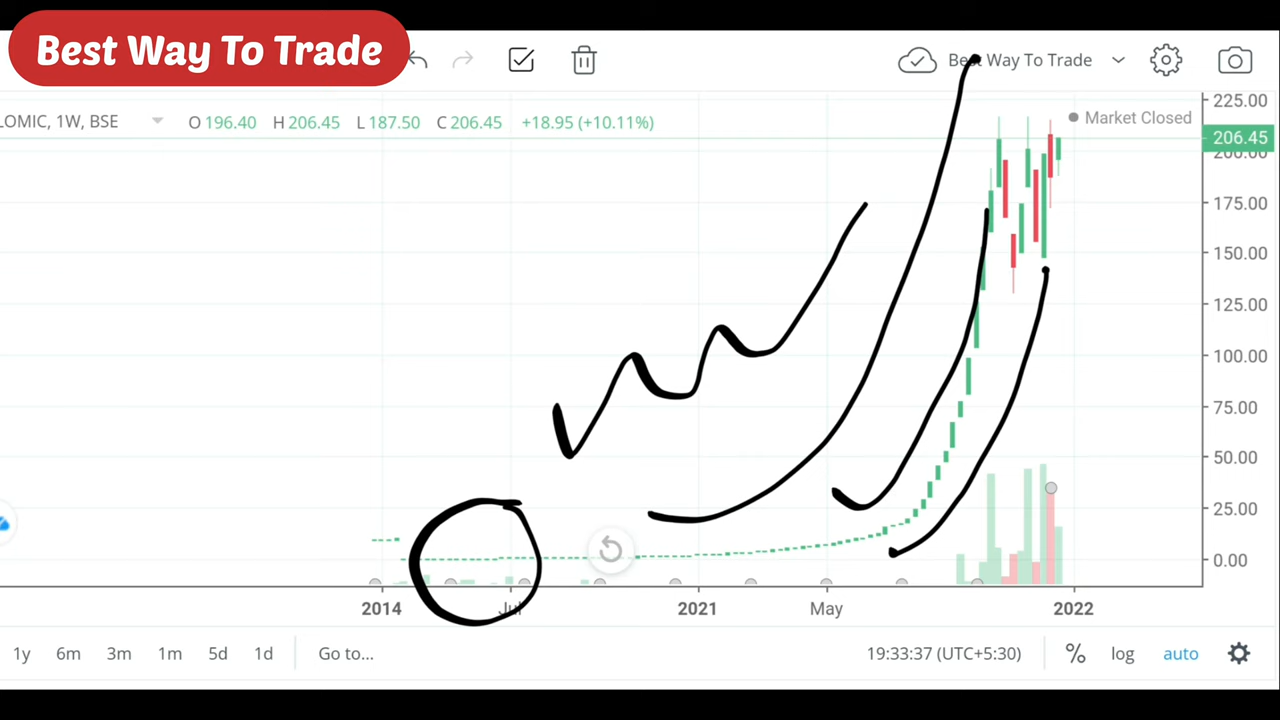 Best Way To Trade
Best Way To Trade
LOMIC, 1W, BSE O 196.40 H 206.45 L 187.50 C 206.45 +18.95 (+10.11%)
Market Closed
225.00
206.45
200.00
175.00
150.00
125.00
100.00
75.00
50.00
25.00
0.00
2014 Jul 2021 May 2022
1y 6m 3m 1m 5d 1d Go to... 19:33:37 (UTC+5:30) % log auto